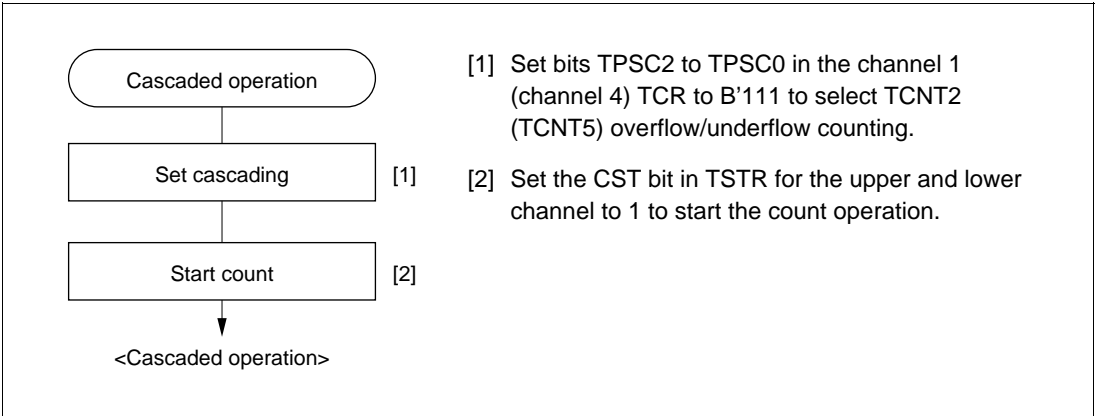 Cascaded operation
Set cascading
[1]
Start count
[2]
<Cascaded operation>
[1] Set bits TPSC2 to TPSC0 in the channel 1
(channel 4) TCR to B’111 to select TCNT2
(TCNT5) overflow/underflow counting.
[2] Set the CST bit in TSTR for the upper and lower
channel to 1 to start the count operation.